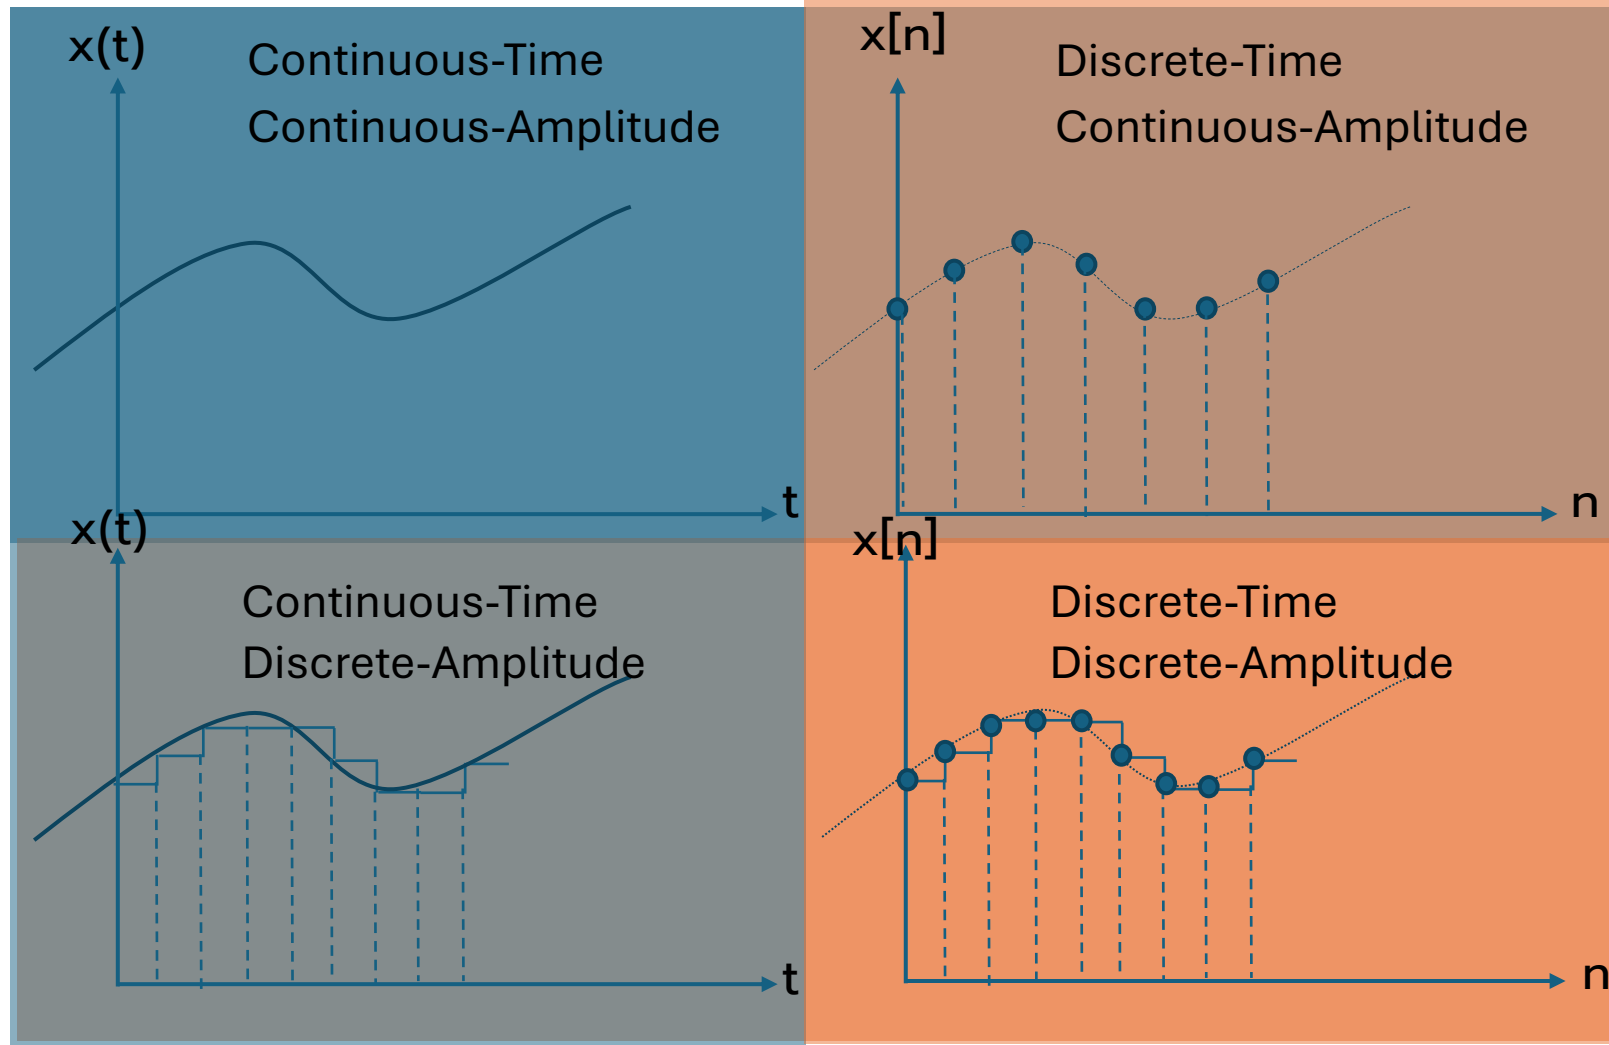 x(t)
Continuous-Time
Continuous-Amplitude
t
x[n]
Discrete-Time
Continuous-Amplitude
n
x(t)
Continuous-Time
Discrete-Amplitude
t
x[n]
Discrete-Time
Discrete-Amplitude
n